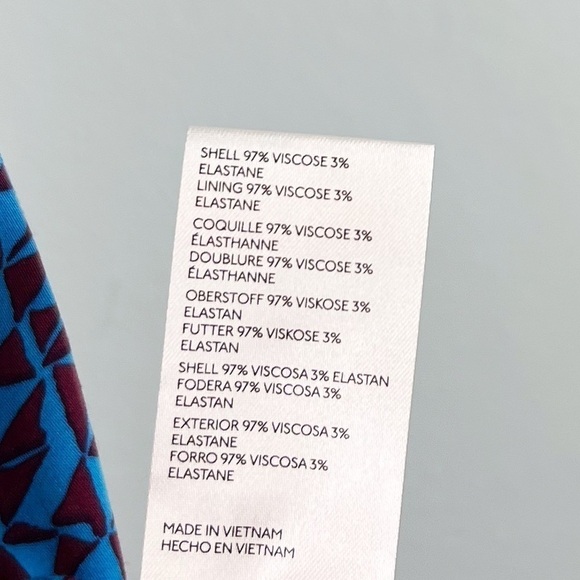 SHELL 97% VISCOSE 3%
ELASTANE
LINING 97% VISCOSE 3%
ELASTANE
COQUILLE 97% VISCOSE 3%
ÉLASTHANNE
DOUBLURE 97% VISCOSE 3%
ÉLASTHANNE
OBERSTOFF 97% VISKOSE 3%
ELASTAN
FUTTER 97% VISKOSE 3%
ELASTAN
SHELL 97% VISCOSA 3% ELASTAN
FODERA 97% VISCOSA 3%
ELASTAN
EXTERIOR 97% VISCOSA 3%
ELASTANE
FORRO 97% VISCOSA 3%
ELASTANE
MADE IN VIETNAM
HECHO EN VIETNAM